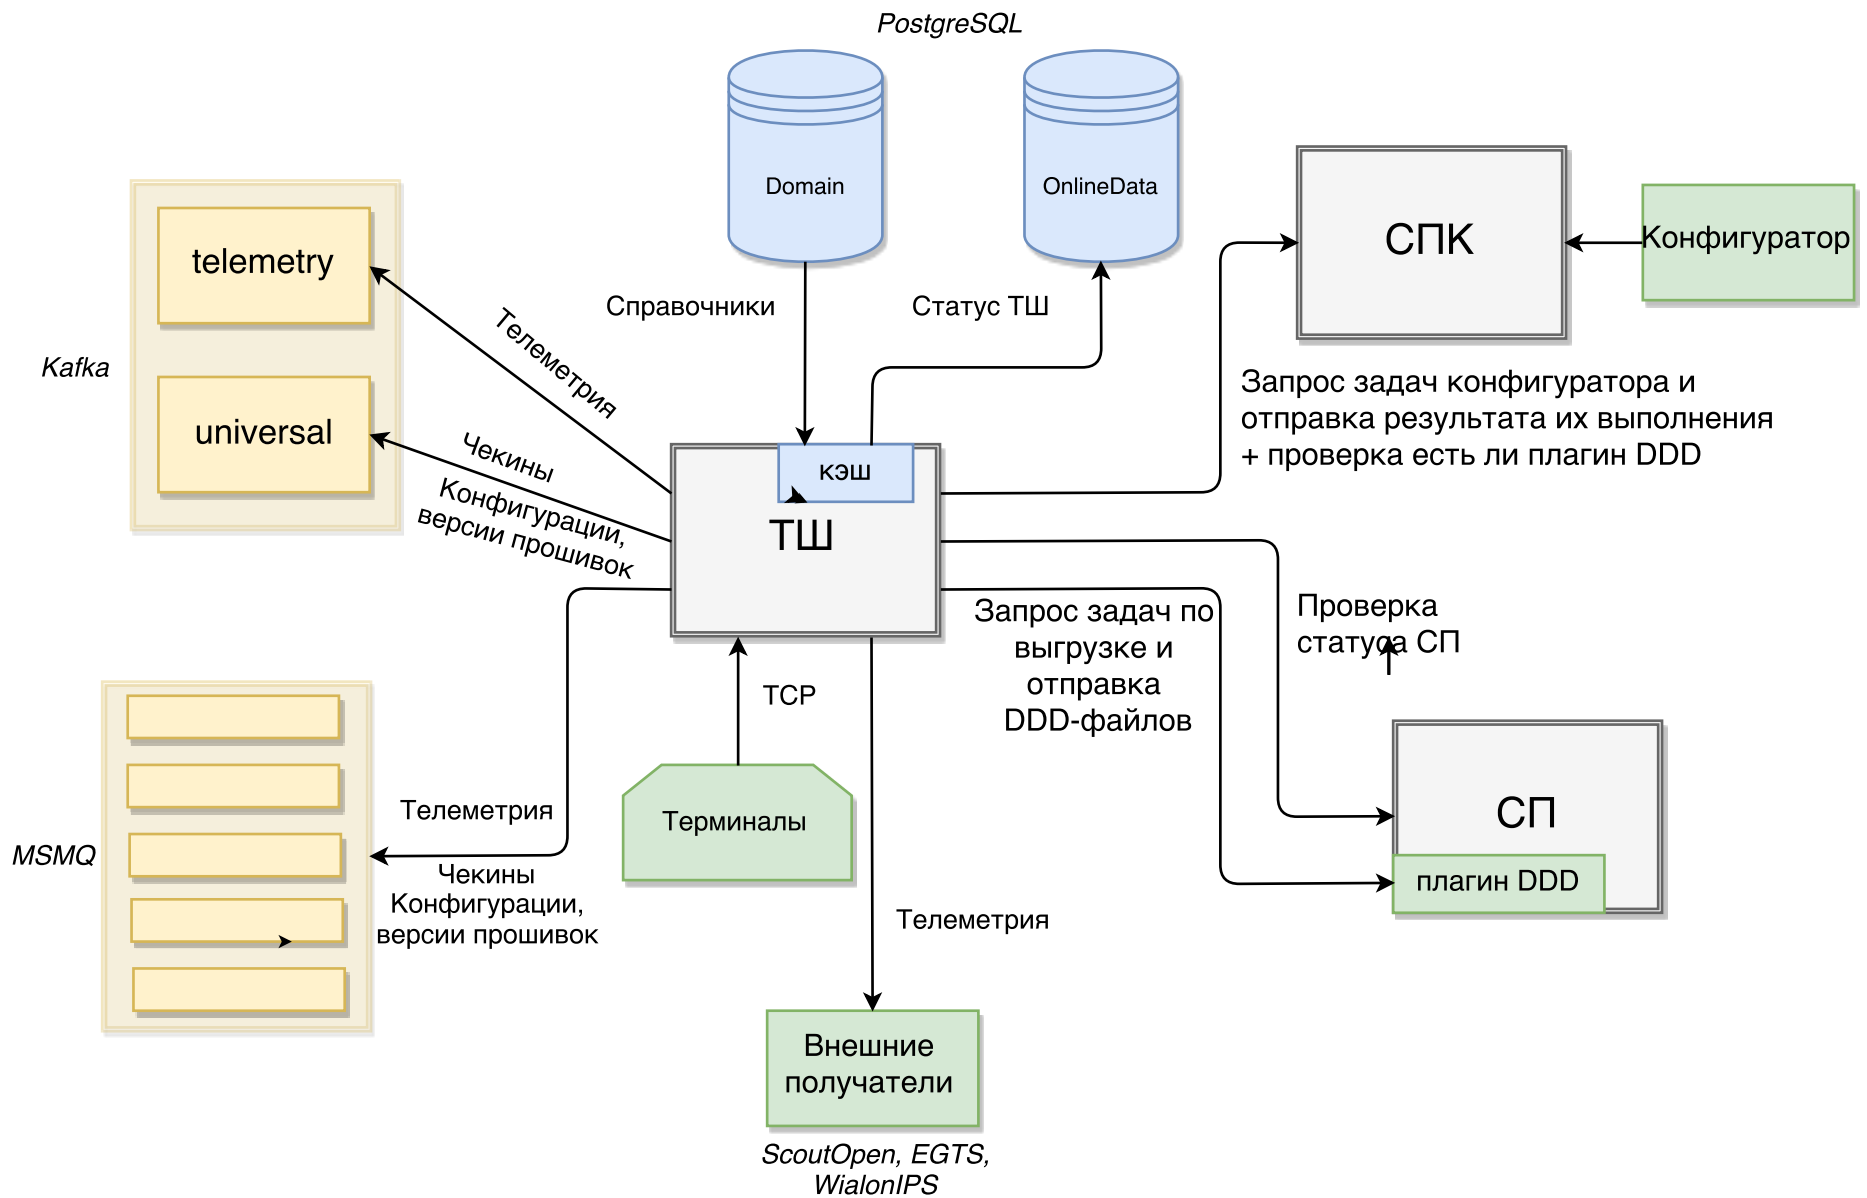 PostgreSQL
Domain
OnlineData
СПК
Конфигуратор
telemetry
universal
Kafka
Справочники
Статус ТШ
Телеметрия
Чекины
Конфигурации,
версии прошивок
кэш
ТШ
Запрос задач конфигуратора и
отправка результата их выполнения
+ проверка есть ли плагин DDD
Запрос задач по
выгрузке и
отправка
DDD-файлов
Проверка
статуса СП
TCP
Терминалы
MSMQ
Телеметрия
Чекины
Конфигурации,
версии прошивок
СП
плагин DDD
Телеметрия
Внешние
получатели
ScoutOpen, EGTS,
WialonIPS